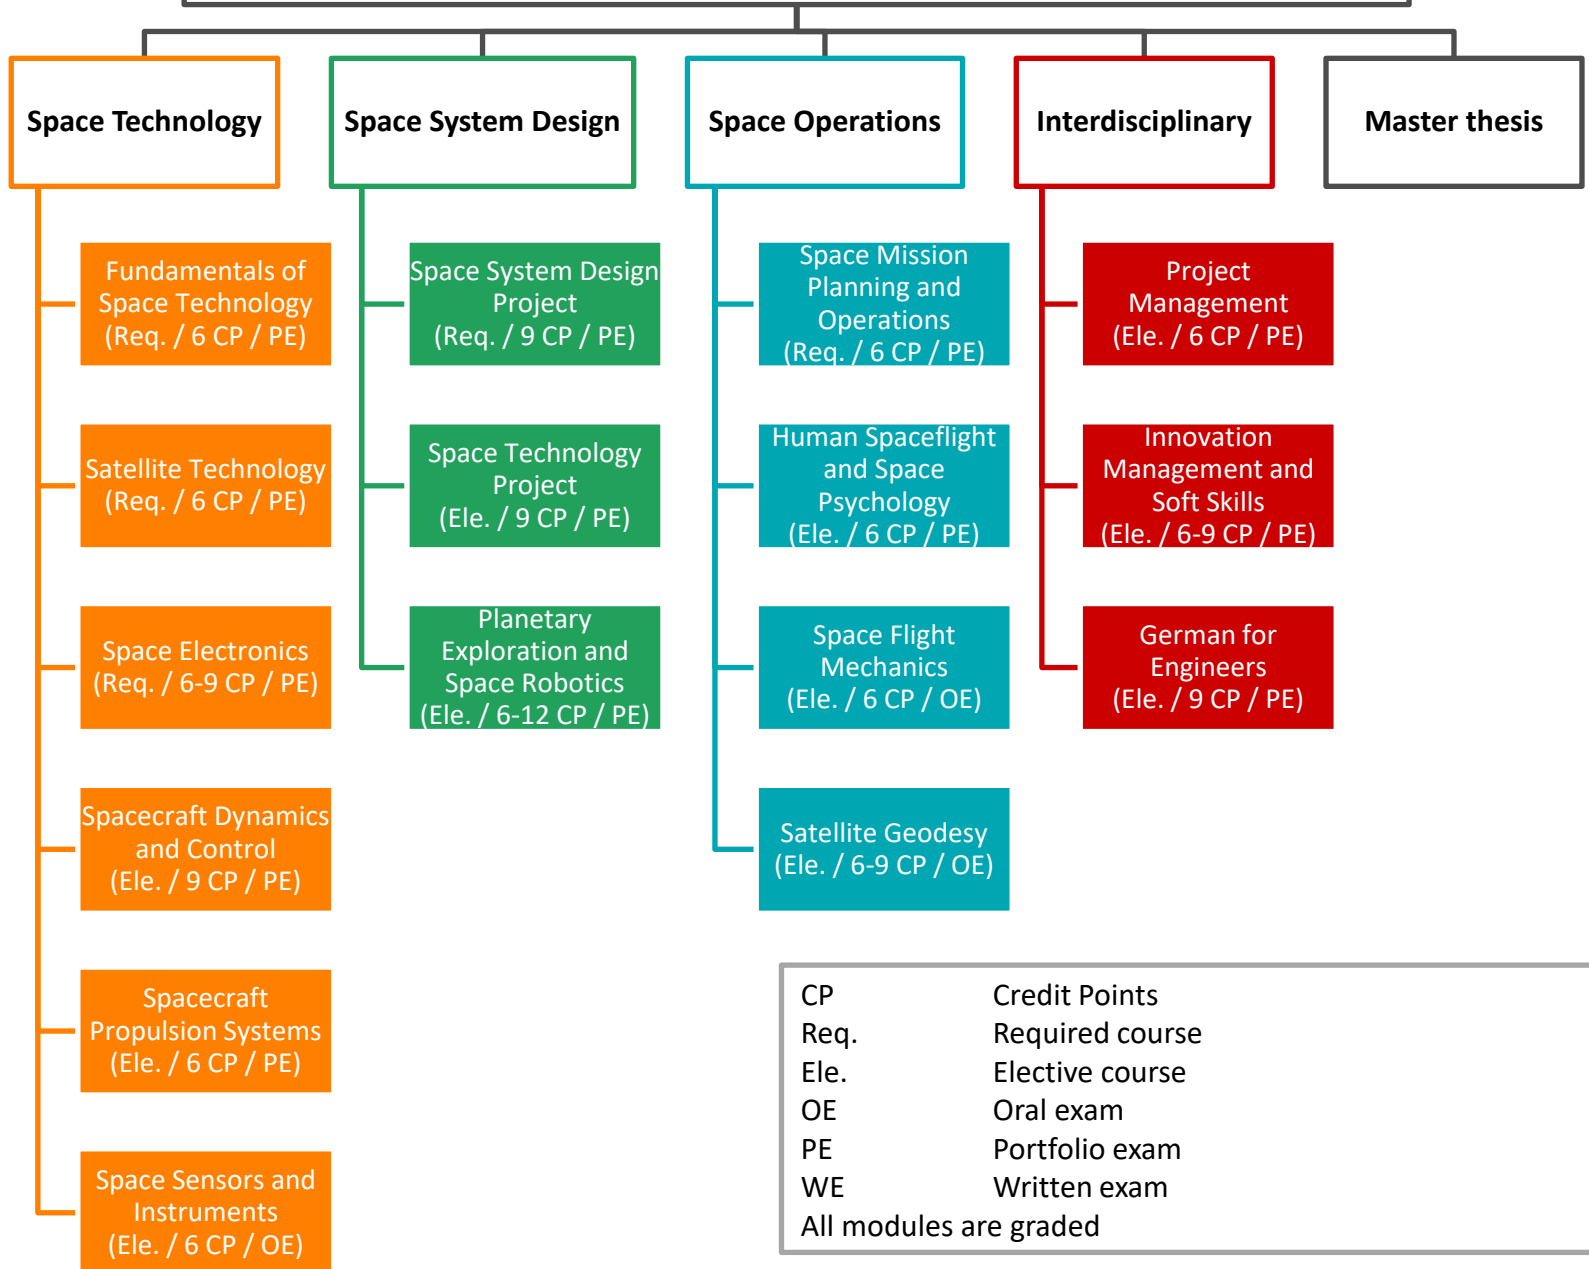 Space Technology
Space System Design
Space Operations
Interdisciplinary
Master thesis
Fundamentals of
Space Technology
(Req. / 6 CP / PE)
Satellite Technology
(Req. / 6 CP / PE)
Space Electronics
(Req. / 6-9 CP / PE)
Spacecraft Dynamics
and Control
(Ele. / 9 CP / PE)
Spacecraft
Propulsion Systems
(Ele. / 6 CP / PE)
Space Sensors and
Instruments
(Ele. / 6 CP / OE)
Space System Design
Project
(Req. / 9 CP / PE)
Space Technology
Project
(Ele. / 9 CP / PE)
Planetary
Exploration and
Space Robotics
(Ele. / 6-12 CP / PE)
Space Mission
Planning and
Operations
(Req. / 6 CP / PE)
Human Spaceflight
and Space
Psychology
(Ele. / 6 CP / PE)
Space Flight
Mechanics
(Ele. / 6 CP / OE)
Satellite Geodesy
(Ele. / 6-9 CP / OE)
Project
Management
(Ele. / 6 CP / PE)
Innovation
Management and
Soft Skills
(Ele. / 6-9 CP / PE)
German for
Engineers
(Ele. / 9 CP / PE)
CP Credit Points
Req. Required course
Ele. Elective course
OE Oral exam
PE Portfolio exam
WE Written exam
All modules are graded